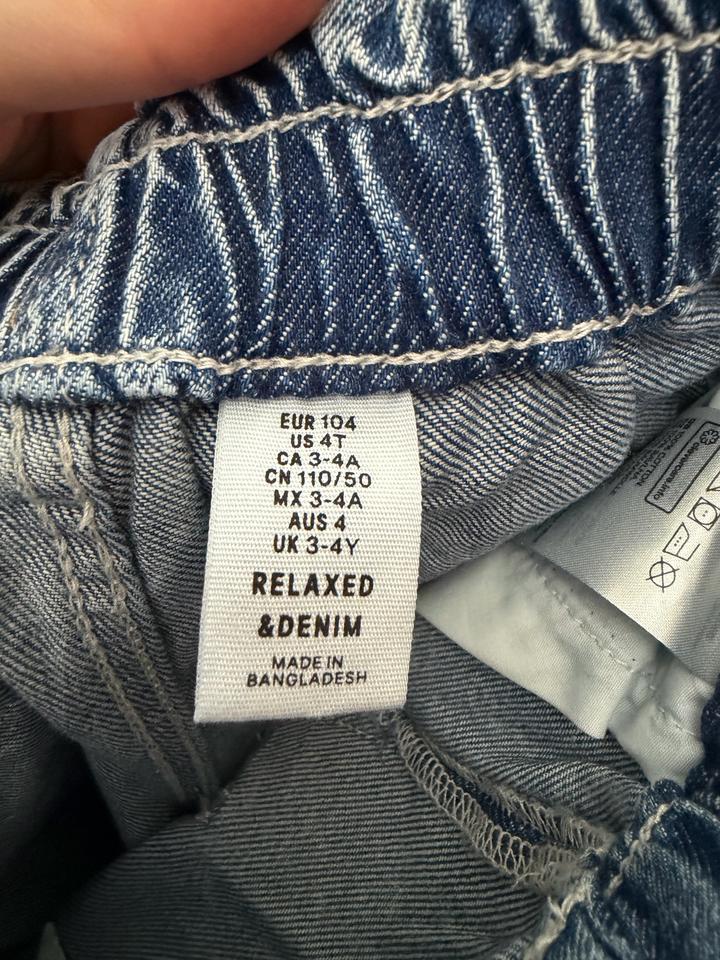 EUR 104
US 4T
CA 3-4A
CN 110/50
MX 3-4A
AUS 4
UK 3-4Y
RELAXED
&DENIM
MADE IN
BANGLADESH